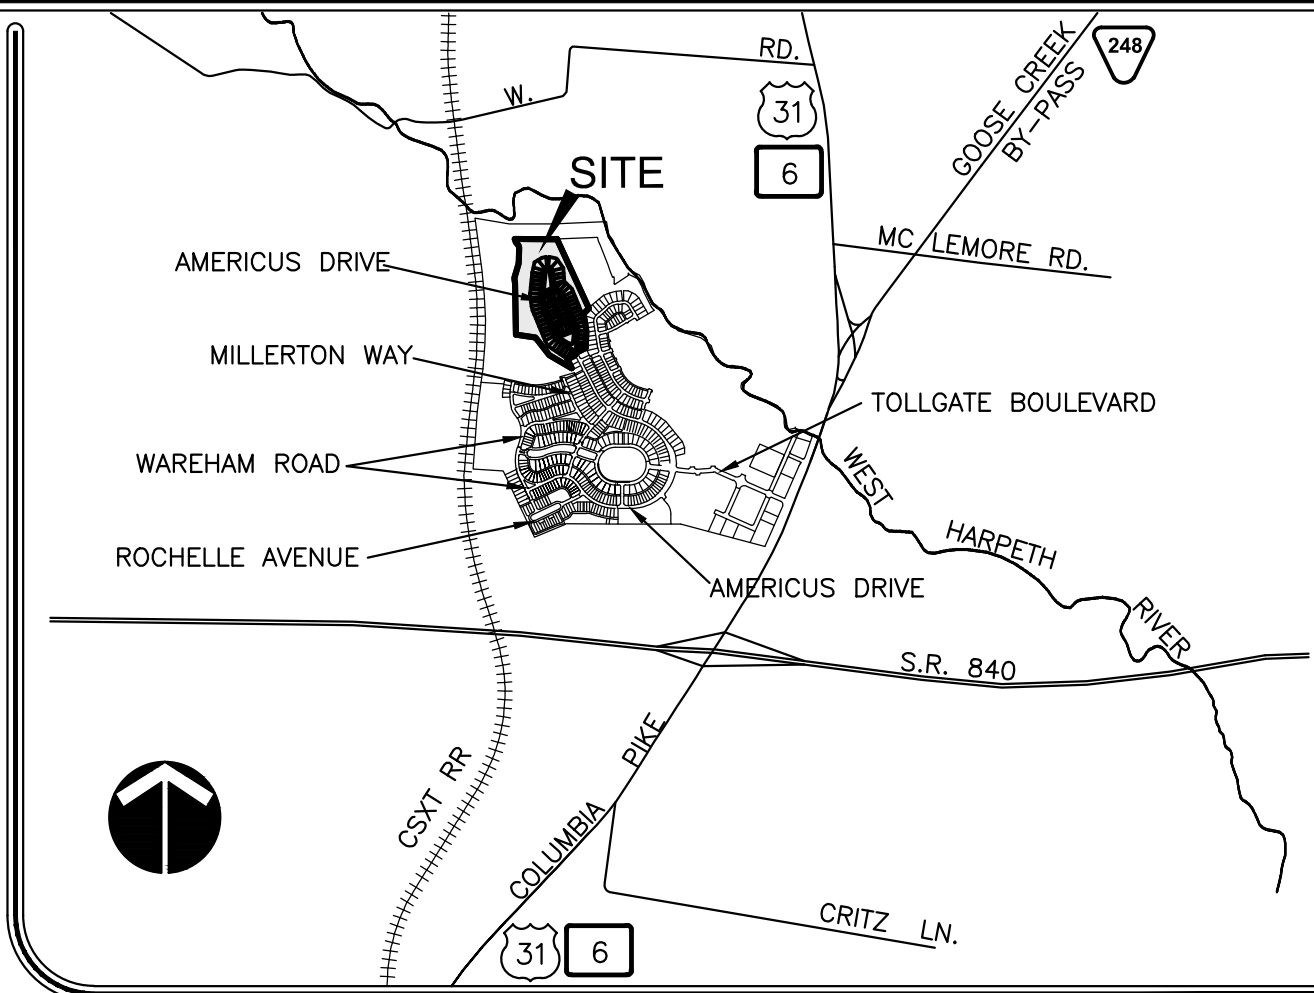 RD.
W.
31
6
GOOSE CREEK
BY-PASS
248
SITE
MC LEMORE RD.
AMERICUS DRIVE
MILLERTON WAY
TOLLGATE BOULEVARD
WAREHAM ROAD
WEST
HARPETH
RIVER
ROCHELLE AVENUE
AMERICUS DRIVE
S.R. 840
CSXT RR
COLUMBIA PIKE
CRITZ LN.
31
6